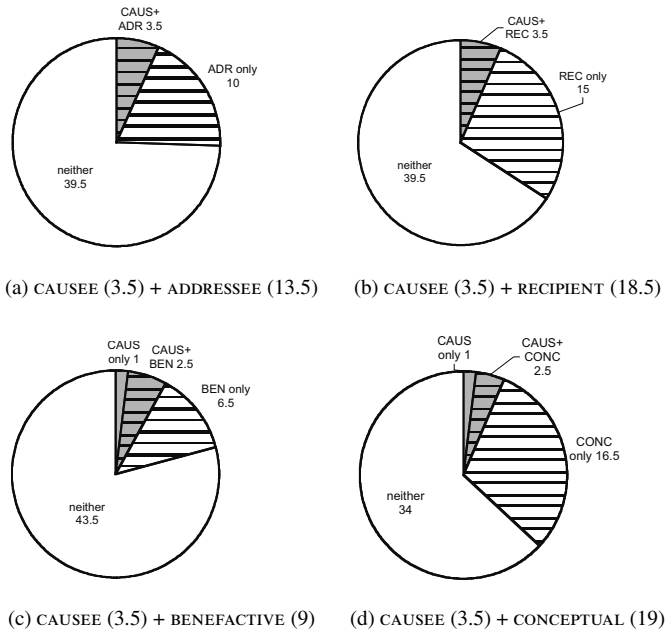 CAUS+
ADR 3.5
ADR only
10
neither
39.5
(a) CAUSEE (3.5) + ADDRESSEE (13.5)
CAUS+
REC 3.5
REC only
15
neither
39.5
(b) CAUSEE (3.5) + RECIPIENT (18.5)
CAUS
only 1
CAUS+
BEN 2.5
BEN only
6.5
neither
43.5
(c) CAUSEE (3.5) + BENEFACTIVE (9)
CAUS
only 1
CAUS+
CONC
2.5
CONC
only 16.5
neither
34
(d) CAUSEE (3.5) + CONCEPTUAL (19)